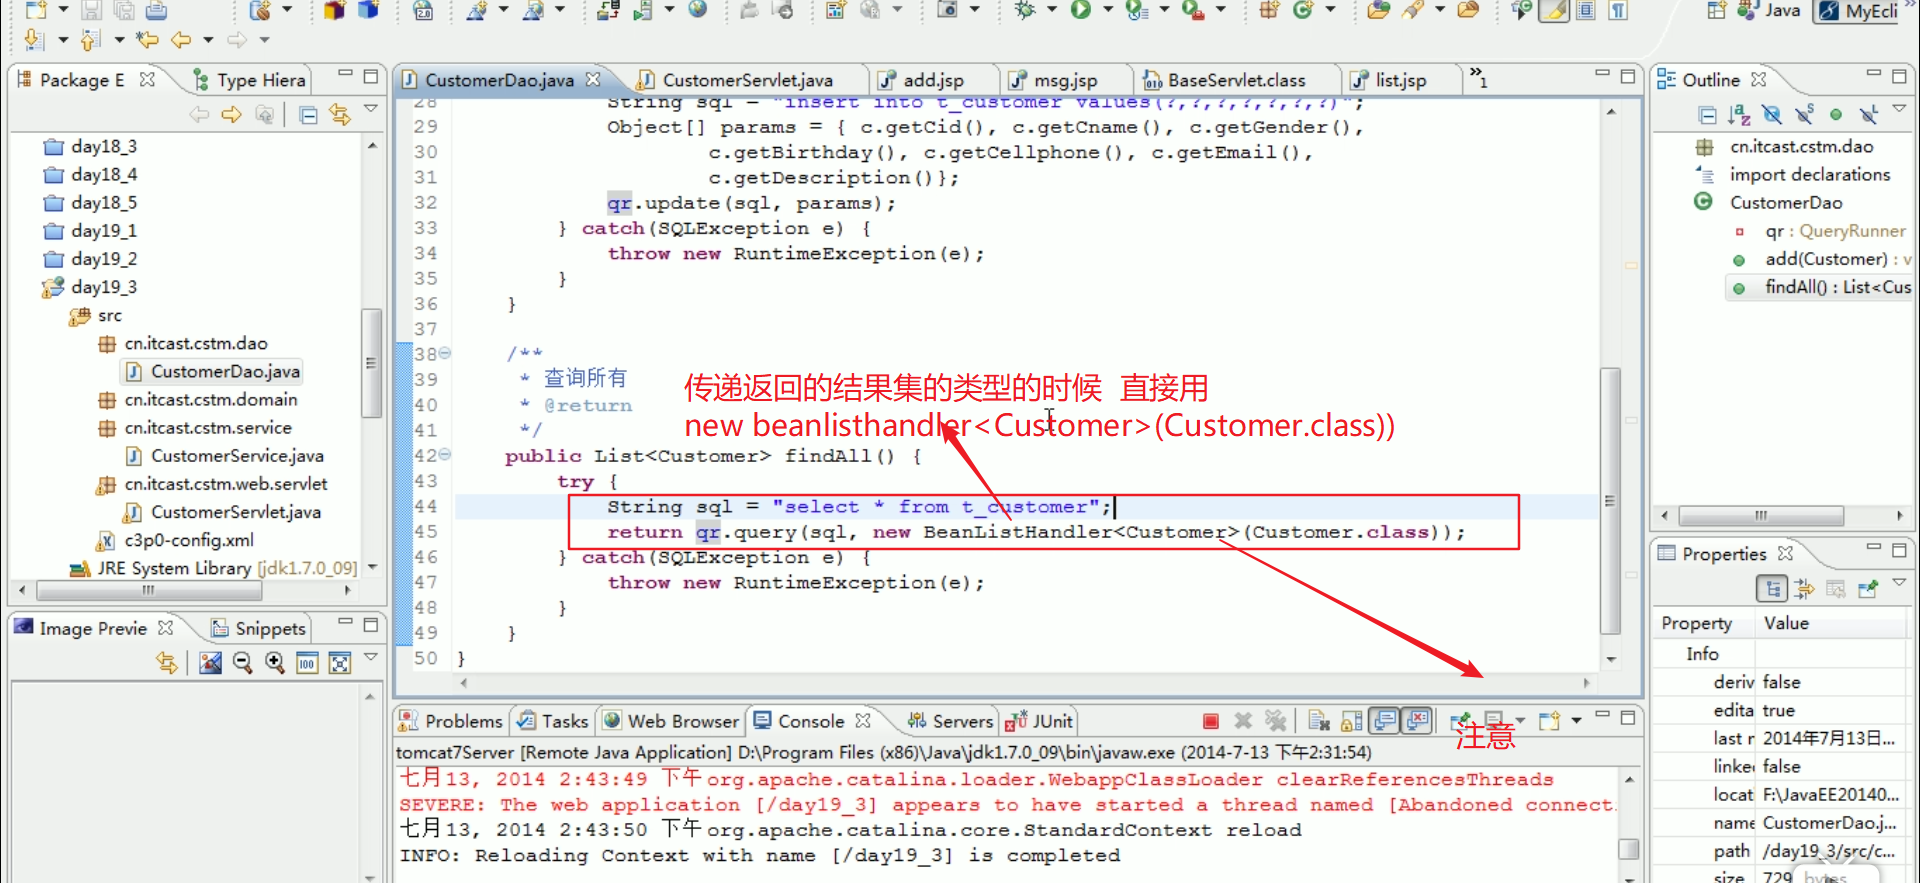 Java
MyEcli
Package E
Type Hiera
day18_3
day18_4
day18_5
day19_1
day19_2
day19_3
src
cn.itcast.cstm.dao
CustomerDao.java
cn.itcast.cstm.domain
cn.itcast.cstm.service
CustomerService.java
cn.itcast.cstm.web.servlet
CustomerServlet.java
c3p0-config.xml
JRE System Library [jdk1.7.0_09]
Image Previe
Snippets
CustomerDao.java
CustomerServlet.java
add.jsp
msg.jsp
BaseServlet.class
list.jsp
»1
28 String sql = "insert into t_customer values(?,?,?,?,?,?,?)";
29 Object[] params = { c.getCid(), c.getCname(), c.getGender(),
30 c.getBirthday(), c.getCellphone(), c.getEmail(),
31 c.getDescription()};
32 qr.update(sql, params);
33 } catch(SQLException e) {
34 throw new RuntimeException(e);
35 }
36 }
37
38 /**
39 * 查询所有
40 * @return
41 */
传递返回的结果集的类型的时候 直接用
new beanlisthandler<Customer>(Customer.class))
42 public List<Customer> findAll() {
43 try {
44 String sql = "select * from t_customer";
45 return qr.query(sql, new BeanListHandler<Customer>(Customer.class));
46 } catch(SQLException e) {
47 throw new RuntimeException(e);
48 }
49 }
50 }
注意
Problems
Tasks
Web Browser
Console
Servers
JUnit
tomcat7Server [Remote Java Application] D:\Program Files (x86)\Java\jdk1.7.0_09\bin\javaw.exe (2014-7-13 下午2:31:54)
七月 13, 2014 2:43:49 下午 org.apache.catalina.loader.WebappClassLoader clearReferencesThreads
SEVERE: The web application [/day19_3] appears to have started a thread named [Abandoned connect
七月 13, 2014 2:43:50 下午 org.apache.catalina.core.StandardContext reload
INFO: Reloading Context with name [/day19_3] is completed
Outline
cn.itcast.cstm.dao
import declarations
CustomerDao
qr : QueryRunner
add(Customer) : v
findAll() : List<Cus
Properties
Property Value
Info
deriv false
edita true
last r 2014年7月13日...
linke false
locat F:\JavaEE20140...
name CustomerDao.j...
path /day19_3/src/c...
size 729 bytes